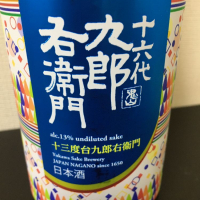 十六代
九郎右衛門
alc.13% undiluted sake
十三度台九郎右衛門
Yukawa Sake Brewery
JAPAN NAGANO since 1650
日本酒